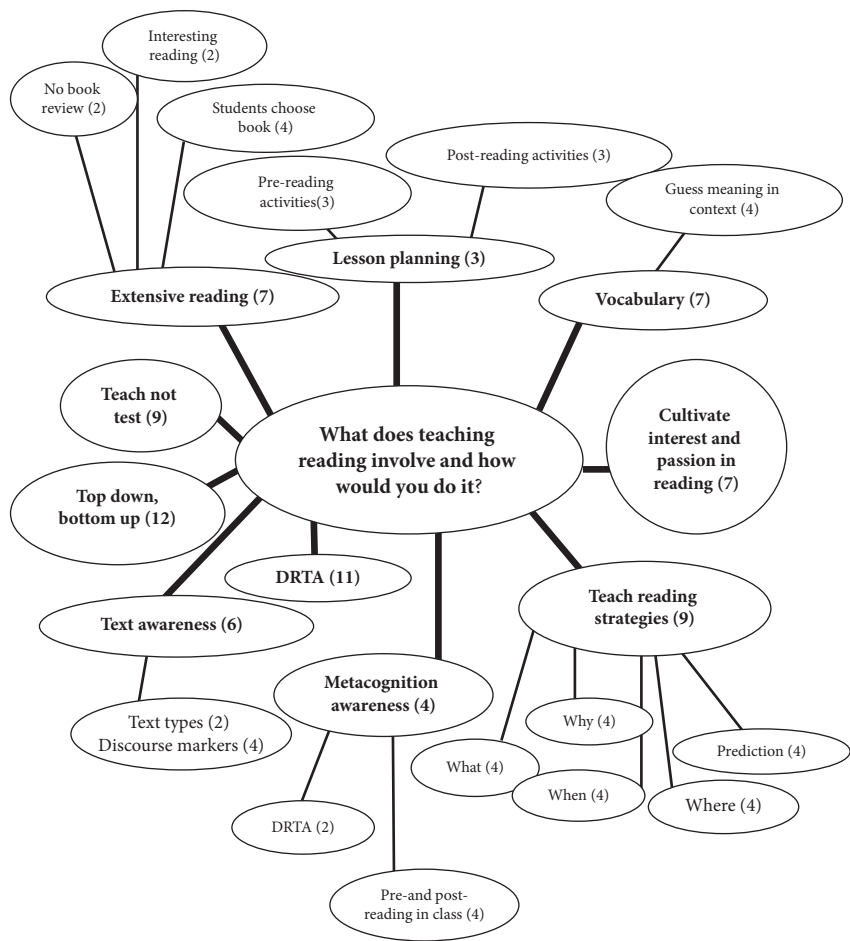 Interesting
reading (2)
No book
review (2)
Students choose
book (4)
Post-reading activities (3)
Pre-reading
activities(3)
Guess meaning in
context (4)
Lesson planning (3)
Extensive reading (7)
Vocabulary (7)
Teach not
test (9)
What does teaching
reading involve and how
would you do it?
Cultivate
interest and
passion in
reading (7)
Top down,
bottom up (12)
DRTA (11)
Text awareness (6)
Teach reading
strategies (9)
Metacognition
awareness (4)
Text types (2)
Discourse markers (4)
Why (4)
What (4)
Prediction (4)
When (4)
Where (4)
DRTA (2)
Pre-and post-
reading in class (4)